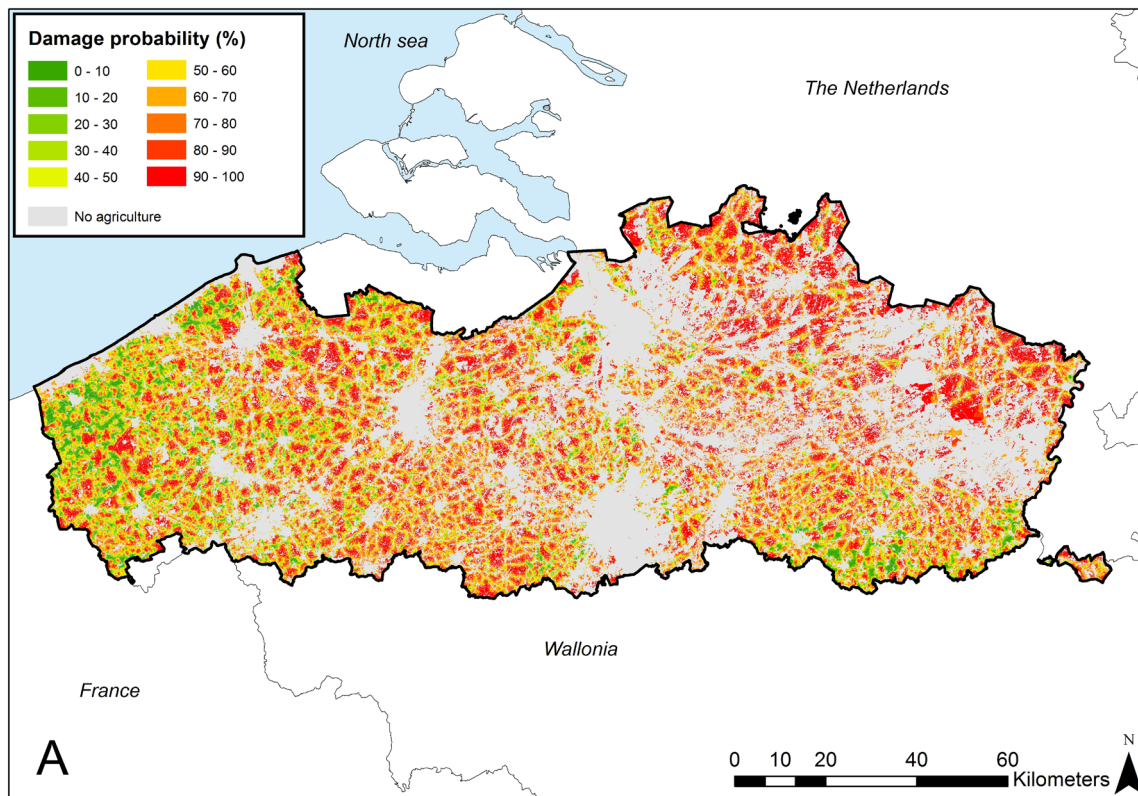 Damage probability (%)
0 - 10
10 - 20
20 - 30
30 - 40
40 - 50
50 - 60
60 - 70
70 - 80
80 - 90
90 - 100
No agriculture
North sea
The Netherlands
Wallonia
France
A
0 10 20 40 60
Kilometers
N